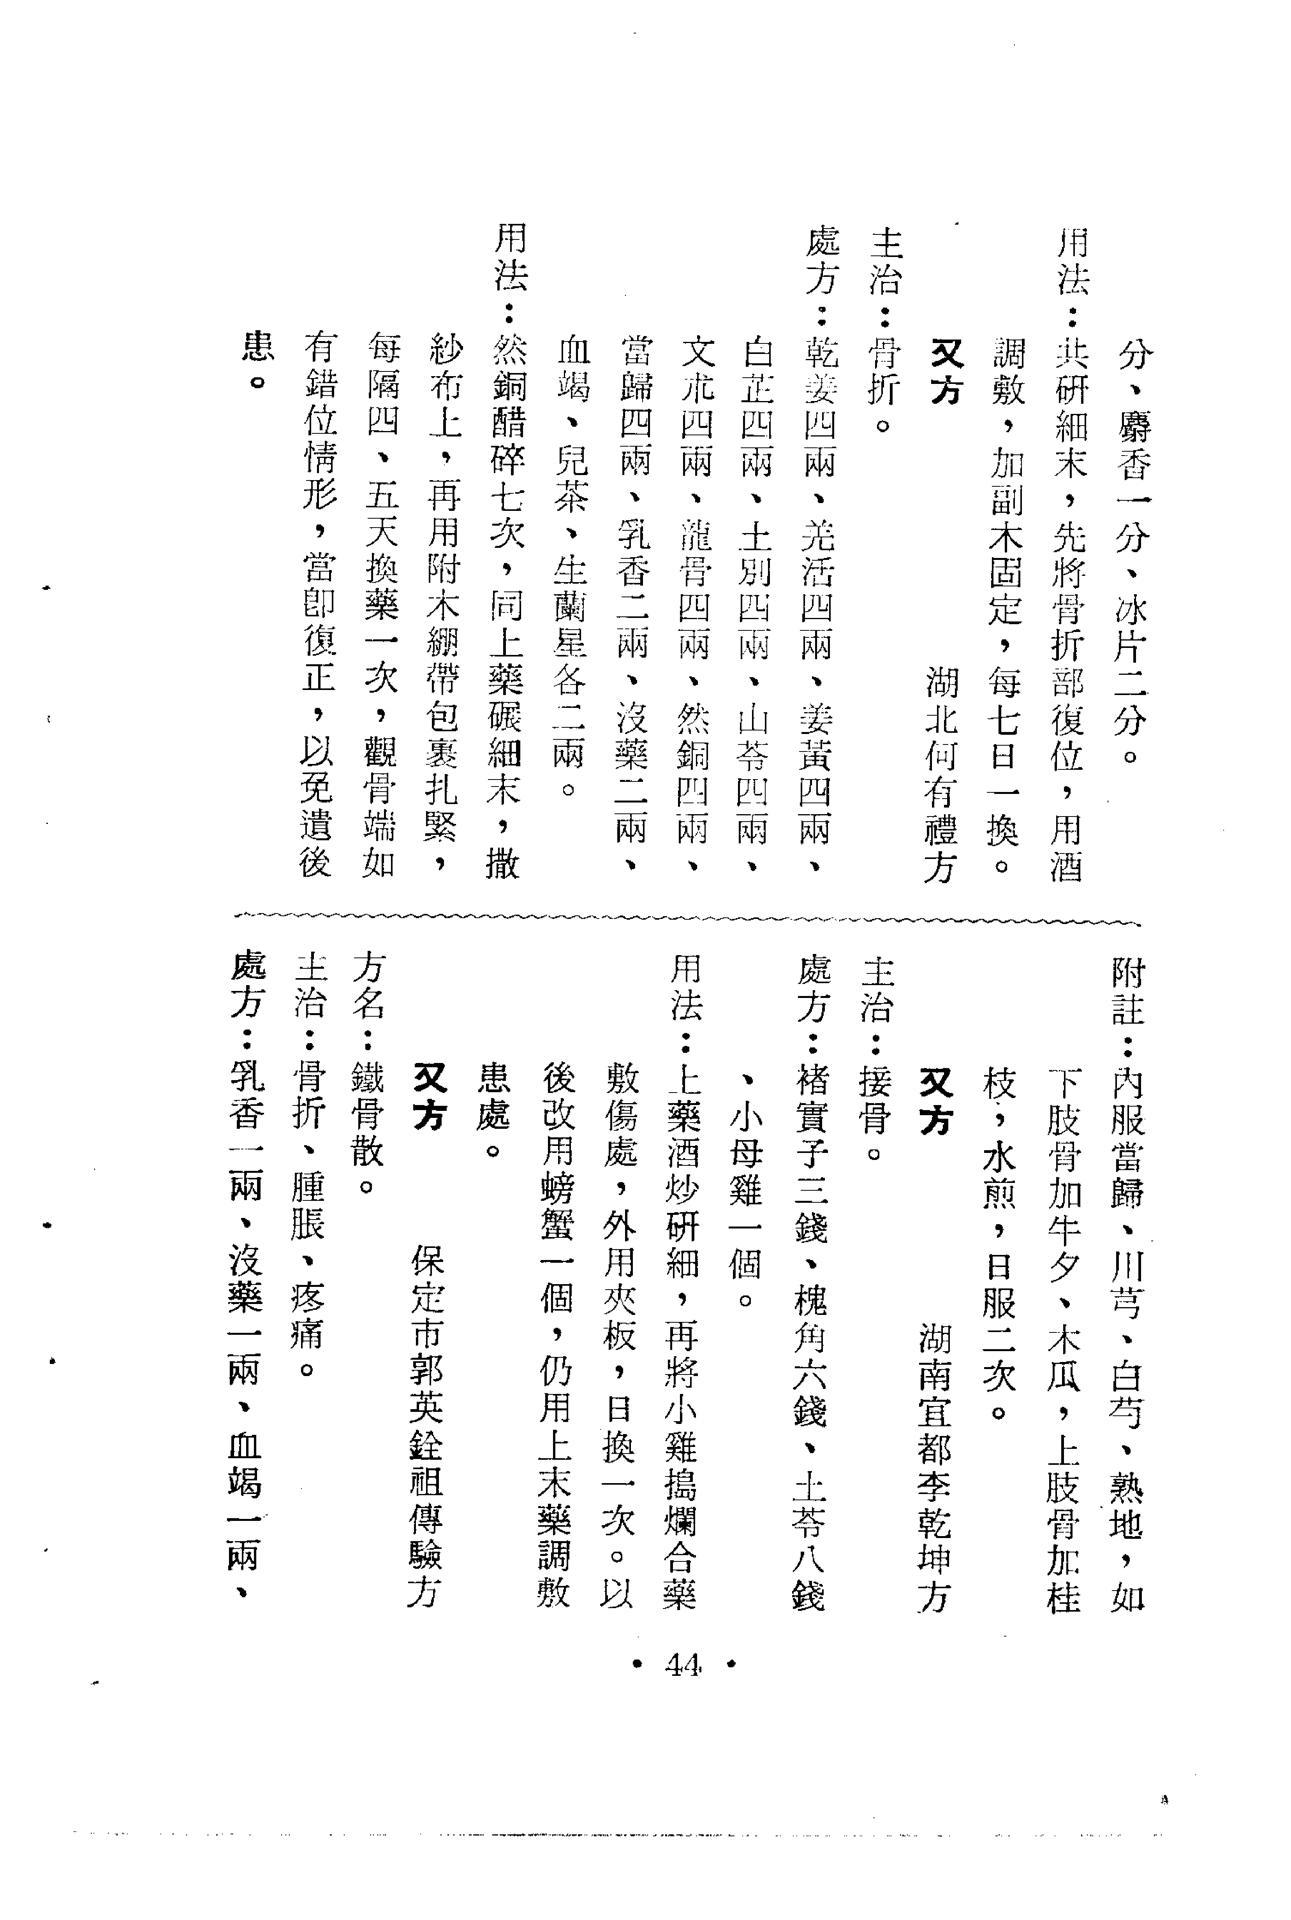 分、麝香一分、冰片二分。
用法：共研細末，先將骨折部復位，用酒
調敷，加副木固定，每七日一換。
又方　湖北何有禮方
主治：骨折。
處方：乾姜四兩、羌活四兩、姜黃四兩、
白芷四兩、土別四兩、山苓四兩、
文朮四兩、龍骨四兩、然銅四兩、
當歸四兩、乳香二兩、沒藥二兩、
血竭、兒茶、生蘭星各二兩。
用法：然銅醋碎七次，同上藥碾細末，撒
紗布上，再用附木綳帶包裹扎緊，
每隔四、五天換藥一次，觀骨端如
有錯位情形，當卽復正，以免遺後
患。
附註：內服當歸、川芎、白芍、熟地，如
下肢骨加牛夕、木瓜，上肢骨加桂
枝，水煎，日服二次。
又方　湖南宜都李乾坤方
主治：接骨。
處方：褚實子三錢、槐角六錢、土苓八錢
、小母雞一個。
用法：上藥酒炒研細，再將小雞搗爛合藥
敷傷處，外用夾板，日換一次。以
後改用螃蟹一個，仍用上末藥調敷
患處。
又方　保定市郭英銓祖傳驗方
方名：鐵骨散。
主治：骨折、腫脹、疼痛。
處方：乳香一兩、沒藥一兩、血竭一兩、
• 44 •